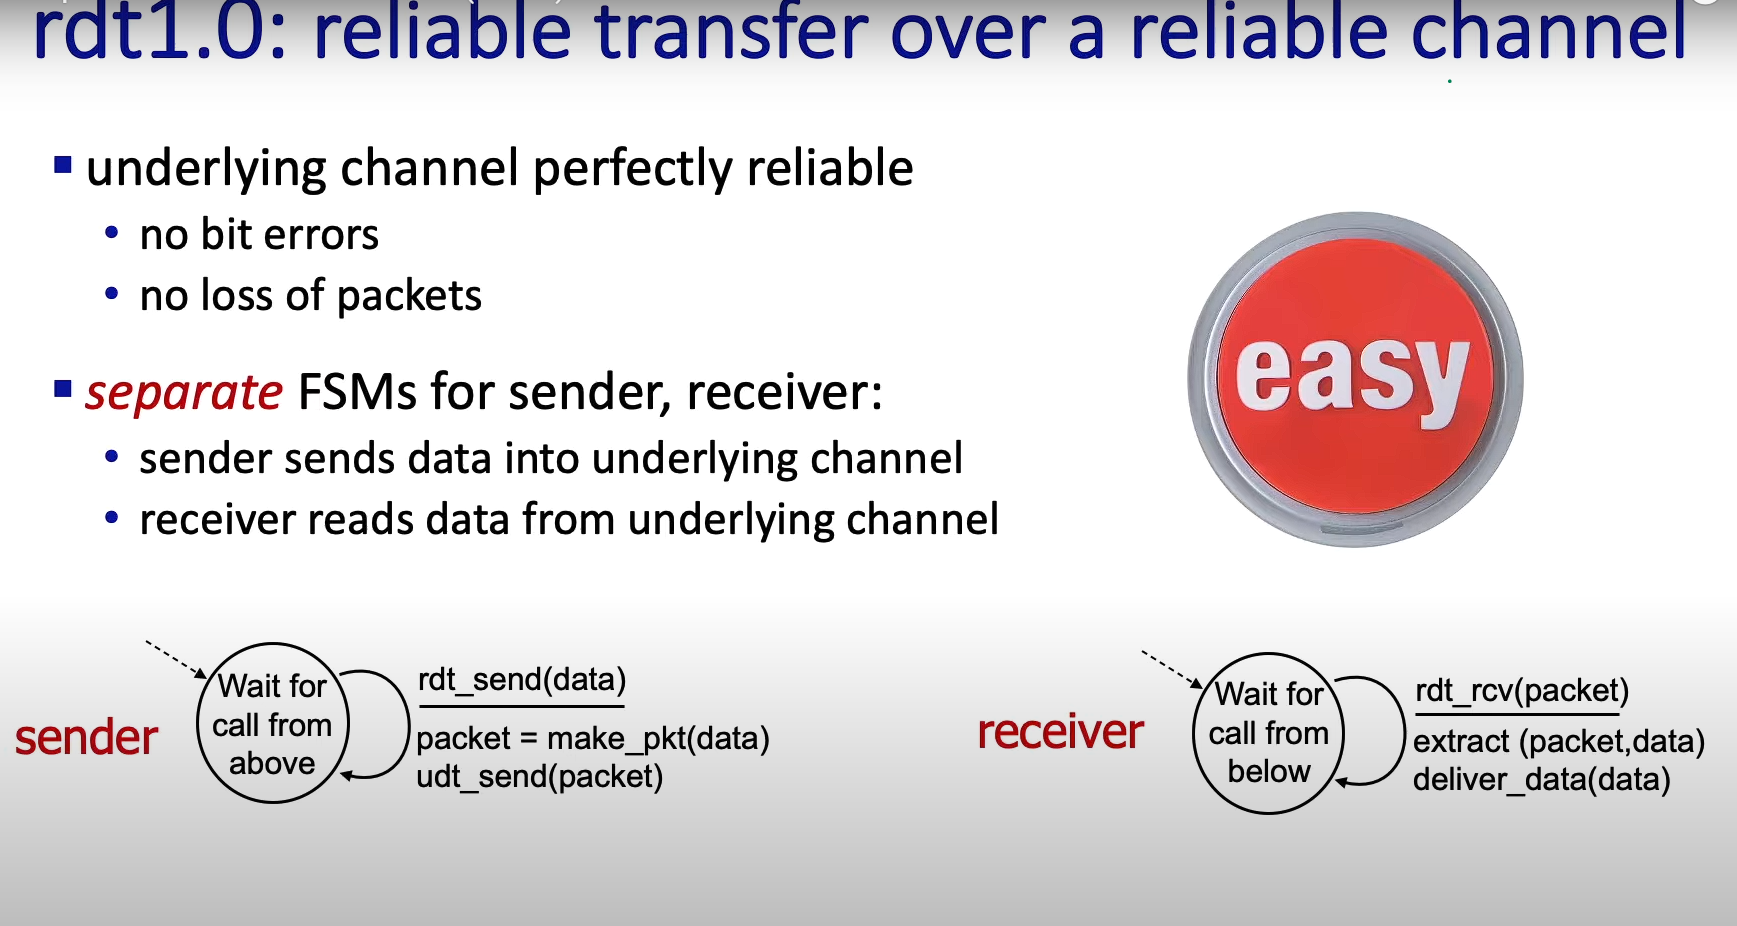 rdt1.0: reliable transfer over a reliable channel
underlying channel perfectly reliable
no bit errors
no loss of packets
separate FSMs for sender, receiver:
sender sends data into underlying channel
receiver reads data from underlying channel
easy
sender
Wait for
call from
above
rdt_send(data)
packet = make_pkt(data)
udt_send(packet)
receiver
Wait for
call from
below
rdt_rcv(packet)
extract (packet,data)
deliver_data(data)